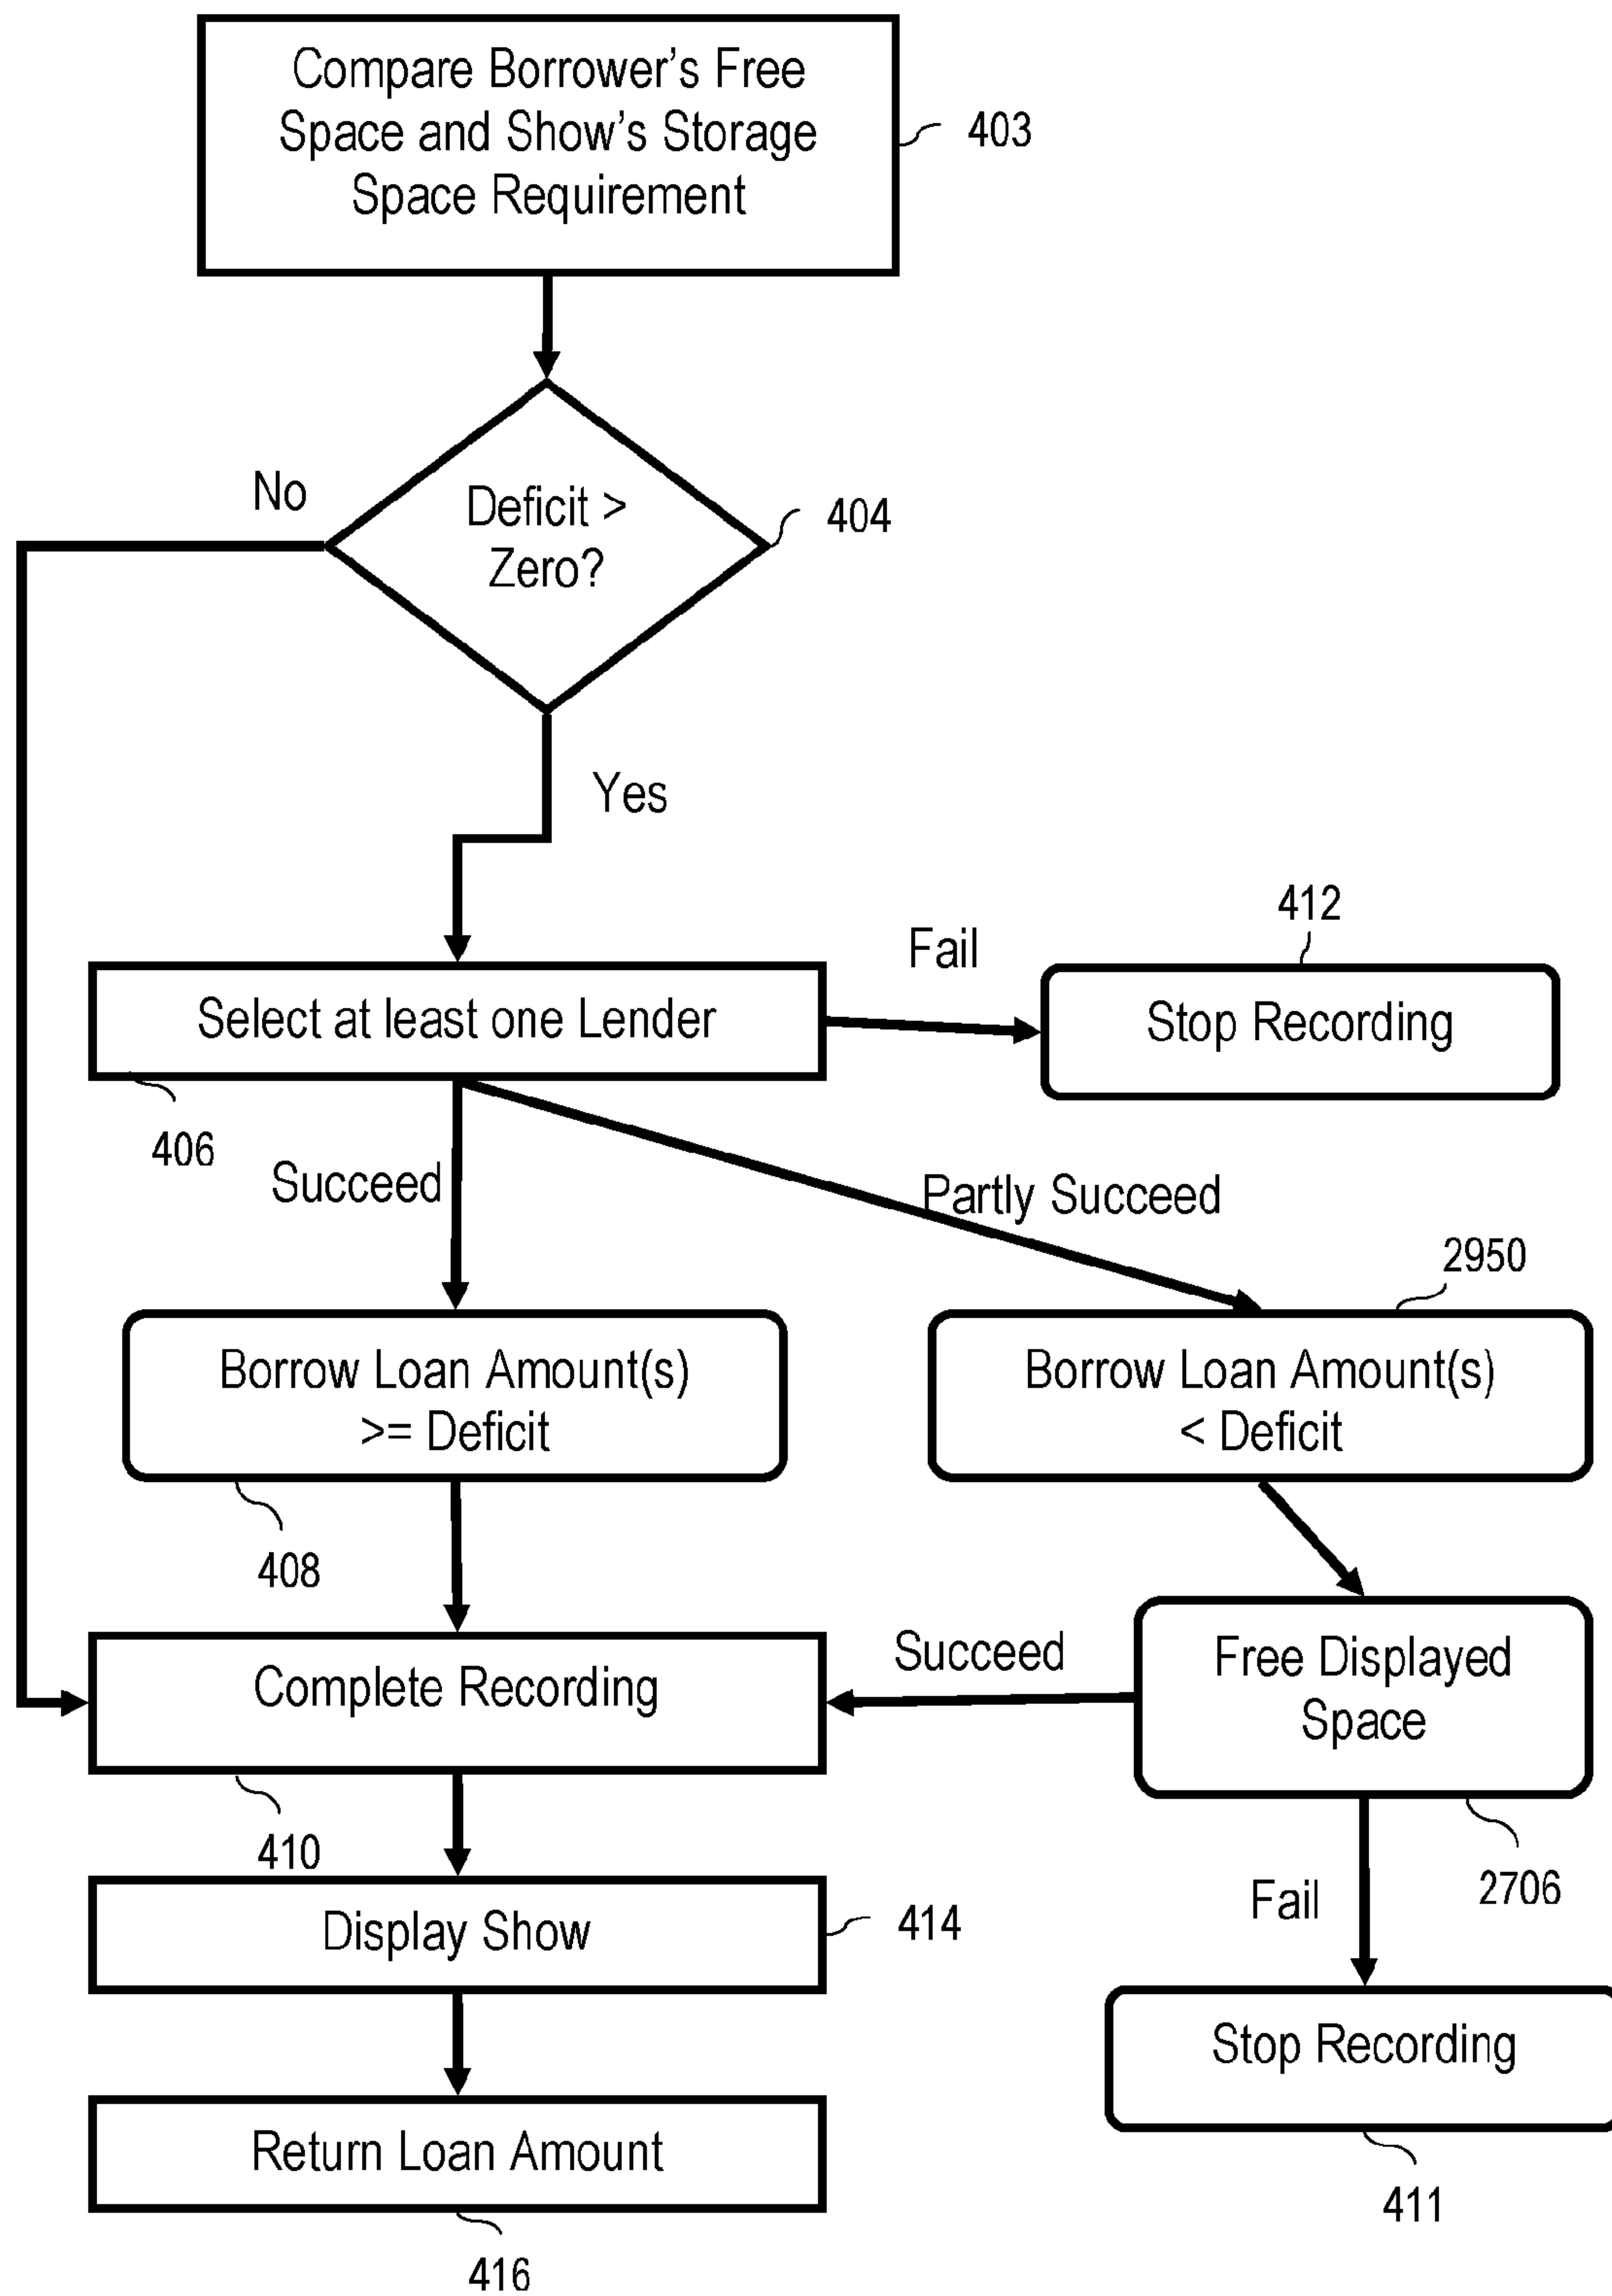 Compare Borrower's Free
Space and Show's Storage
Space Requirement
403
No
Deficit >
Zero?
404
Yes
412
Fail
Select at least one Lender
Stop Recording
406
Succeed
Partly Succeed
2950
Borrow Loan Amount(s)
>= Deficit
Borrow Loan Amount(s)
< Deficit
408
Succeed
Free Displayed
Space
Complete Recording
410
2706
Fail
Display Show
414
Stop Recording
Return Loan Amount
411
416